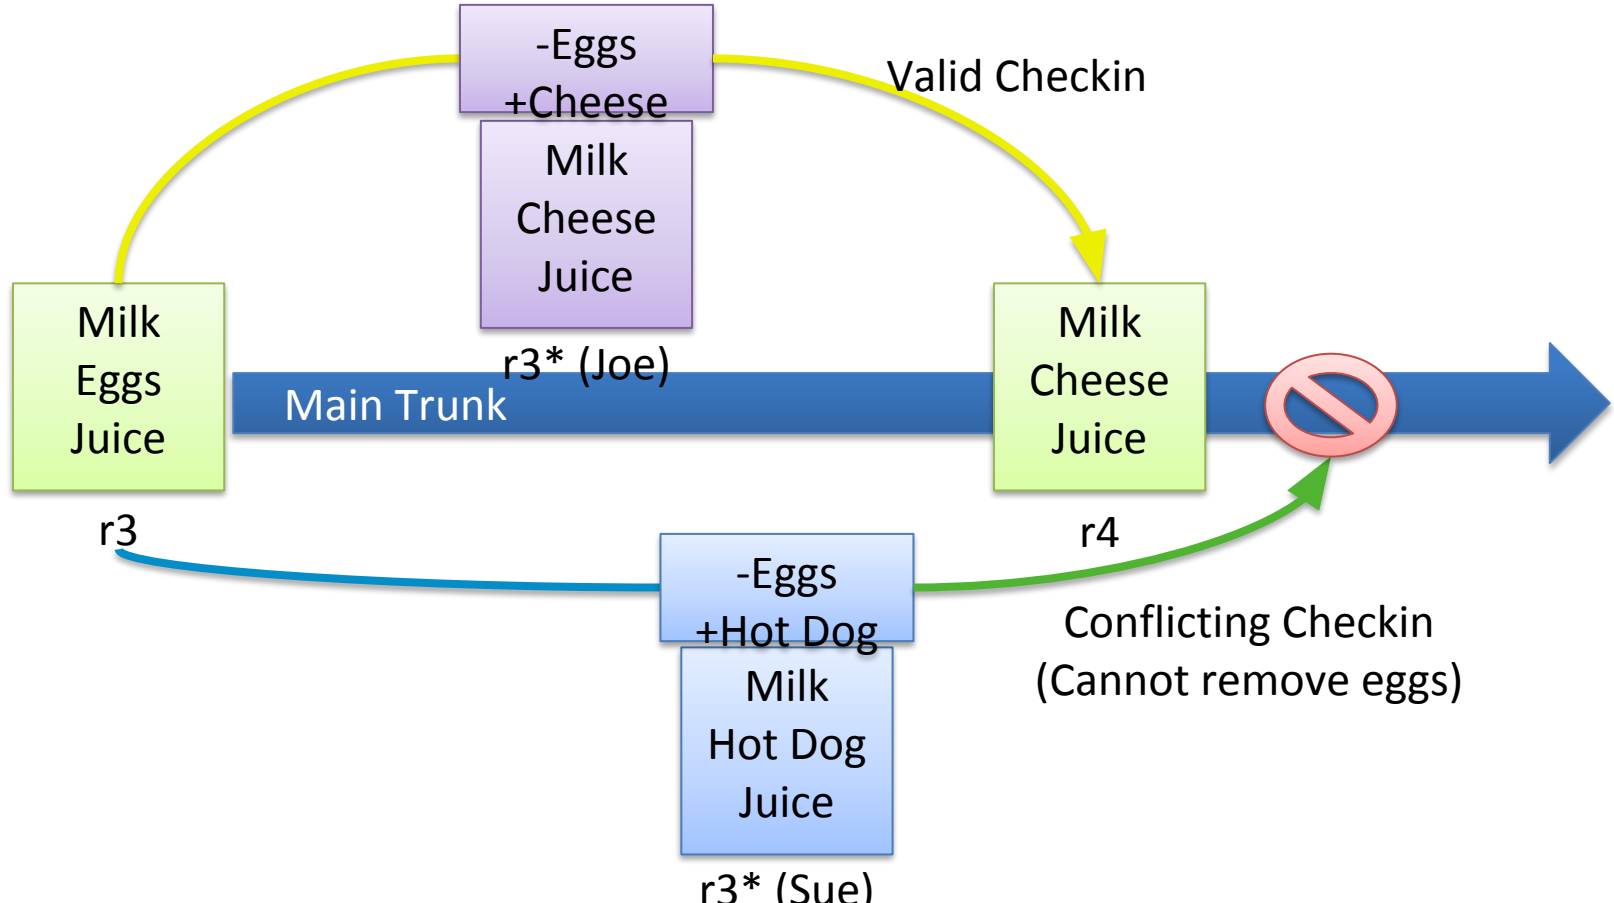 -Eggs
+Cheese
Valid Checkin
Milk
Cheese
Juice
r3* (Joe)
Milk
Eggs
Juice
r3
Main Trunk
Milk
Cheese
Juice
r4
-Eggs
+Hot Dog
Milk
Hot Dog
Juice
r3* (Sue)
Conflicting Checkin
(Cannot remove eggs)